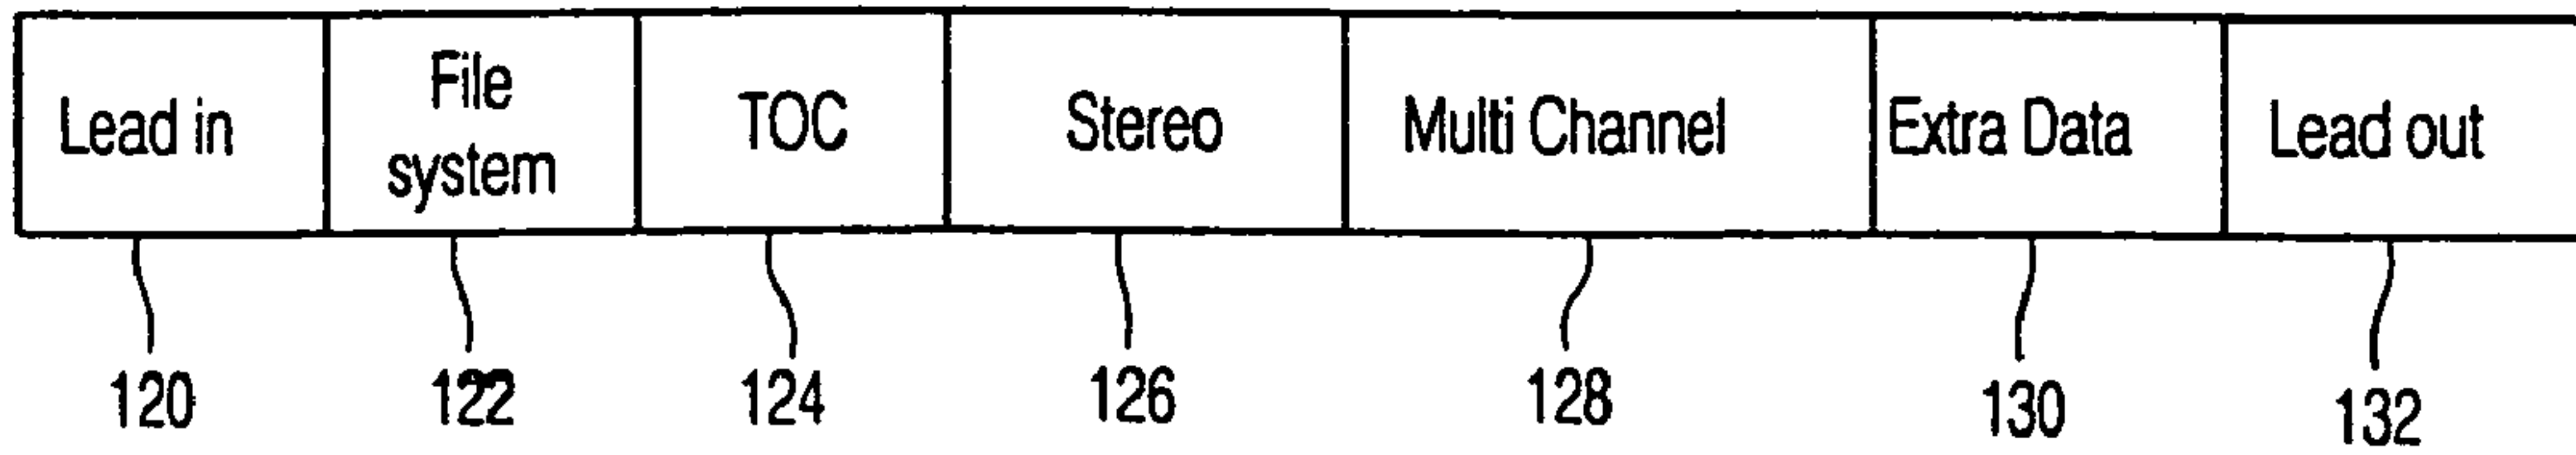 Lead in
File
system
TOC
Stereo
Multi Channel
Extra Data
Lead out
120
122
124
126
128
130
132